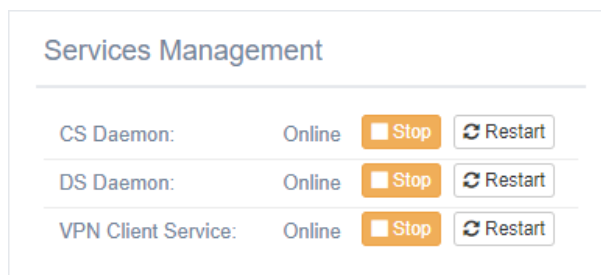 Services Management
CS Daemon: Online Stop Restart
DS Daemon: Online Stop Restart
VPN Client Service: Online Stop Restart